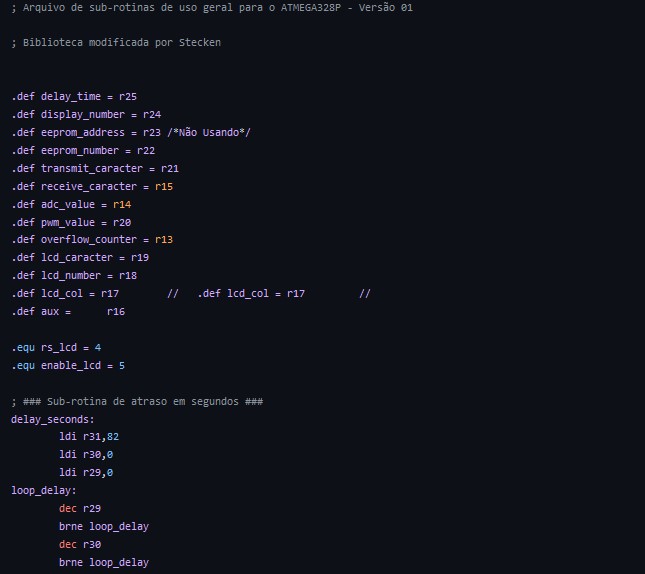 ; Arquivo de sub-rotinas de uso geral para o ATMEGA328P - Versão 01
; Biblioteca modificada por Stecken
.def delay_time = r25
.def display_number = r24
.def eeprom_address = r23 /*Não Usando*/
.def eeprom_number = r22
.def transmit_caracter = r21
.def receive_caracter = r15
.def adc_value = r14
.def pwm_value = r20
.def overflow_counter = r13
.def lcd_caracter = r19
.def lcd_number = r18
.def lcd_col = r17        //   .def lcd_col = r17         //
.def aux =      r16
.equ rs_lcd = 4
.equ enable_lcd = 5
; ### Sub-rotina de atraso em segundos ###
delay_seconds:
        ldi r31,82
        ldi r30,0
        ldi r29,0
loop_delay:
        dec r29
        brne loop_delay
        dec r30
        brne loop_delay